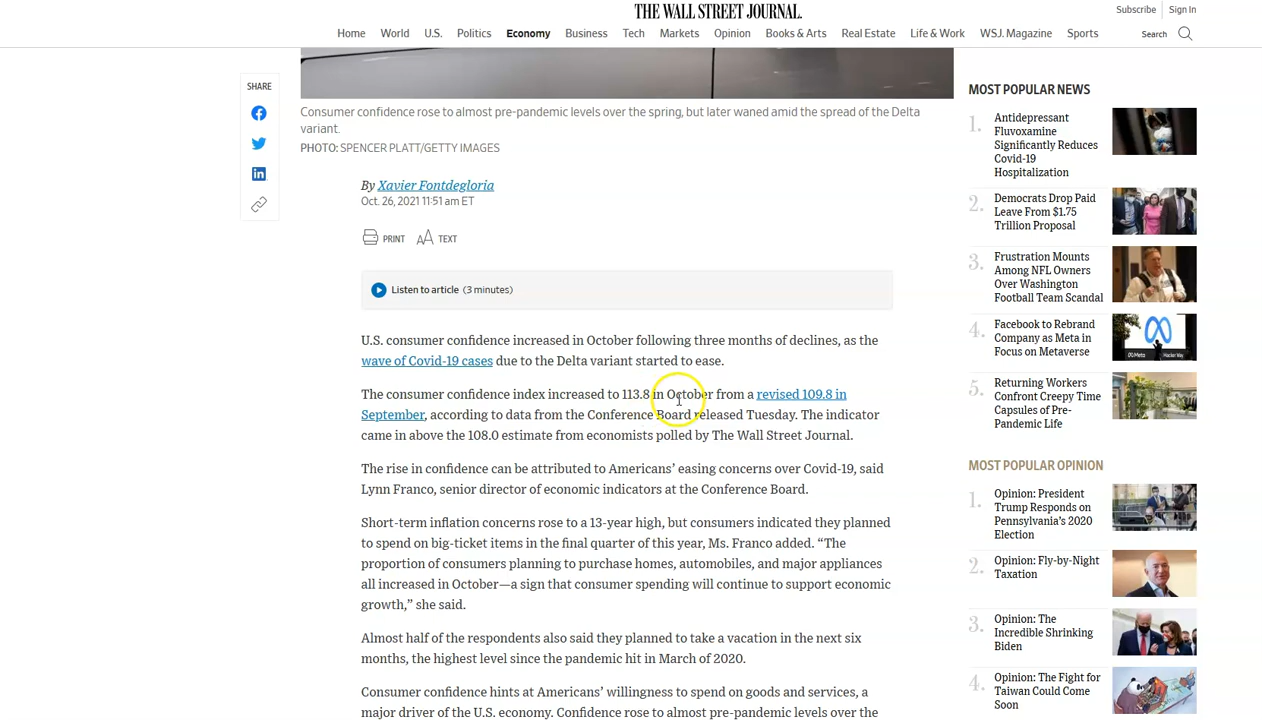 THE WALL STREET JOURNAL.
Subscribe Sign In
Home World U.S. Politics Economy Business Tech Markets Opinion Books & Arts Real Estate Life & Work WSJ. Magazine Sports Search
SHARE
Consumer confidence rose to almost pre-pandemic levels over the spring, but later waned amid the spread of the Delta
variant.
PHOTO: SPENCER PLATT/GETTY IMAGES
By Xavier Fontdegloria
Oct. 26, 2021 11:51 am ET
PRINT TEXT
Listen to article (3 minutes)
U.S. consumer confidence increased in October following three months of declines, as the
wave of Covid-19 cases due to the Delta variant started to ease.
The consumer confidence index increased to 113.8 in October from a revised 109.8 in
September, according to data from the Conference Board released Tuesday. The indicator
came in above the 108.0 estimate from economists polled by The Wall Street Journal.
The rise in confidence can be attributed to Americans’ easing concerns over Covid-19, said
Lynn Franco, senior director of economic indicators at the Conference Board.
Short-term inflation concerns rose to a 13-year high, but consumers indicated they planned
to spend on big-ticket items in the final quarter of this year, Ms. Franco added. “The
proportion of consumers planning to purchase homes, automobiles, and major appliances
all increased in October—a sign that consumer spending will continue to support economic
growth,” she said.
Almost half of the respondents also said they planned to take a vacation in the next six
months, the highest level since the pandemic hit in March of 2020.
Consumer confidence hints at Americans’ willingness to spend on goods and services, a
major driver of the U.S. economy. Confidence rose to almost pre-pandemic levels over the
MOST POPULAR NEWS
1.
Antidepressant
Fluvoxamine
Significantly Reduces
Covid-19
Hospitalization
2.
Democrats Drop Paid
Leave From $1.75
Trillion Proposal
3.
Frustration Mounts
Among NFL Owners
Over Washington
Football Team Scandal
4.
Facebook to Rebrand
Company as Meta in
Focus on Metaverse
Meta
Hacker Way
5.
Returning Workers
Confront Creepy Time
Capsules of Pre-
Pandemic Life
MOST POPULAR OPINION
1.
Opinion: President
Trump Responds on
Pennsylvania’s 2020
Election
2.
Opinion: Fly-by-Night
Taxation
3.
Opinion: The
Incredible Shrinking
Biden
4.
Opinion: The Fight for
Taiwan Could Come
Soon